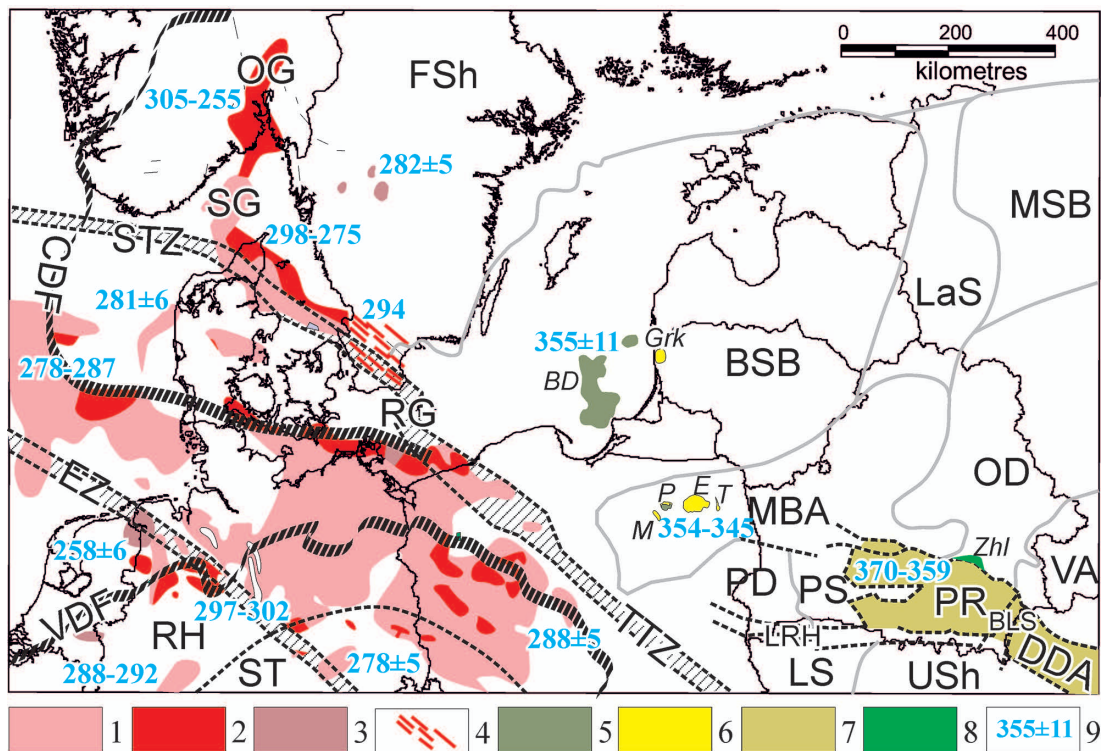 0 200 400
kilometres
OG
FSh
305-255
282±5
SG
MSB
298-275
STZ
CDF
281±6
LaS
294
355±11
Grk
278-287
BD
BSB
RG
OD
EZ
P
E
T
MBA
M
354-345
Zhl
258±6
370-359
VA
PD
PS
PR
297-302
VDF
BLS
TTZ
RH
LRH
288±5
DDA
288-292
ST
278±5
LS
USh
1
2
3
4
5
6
7
8
355±11
9